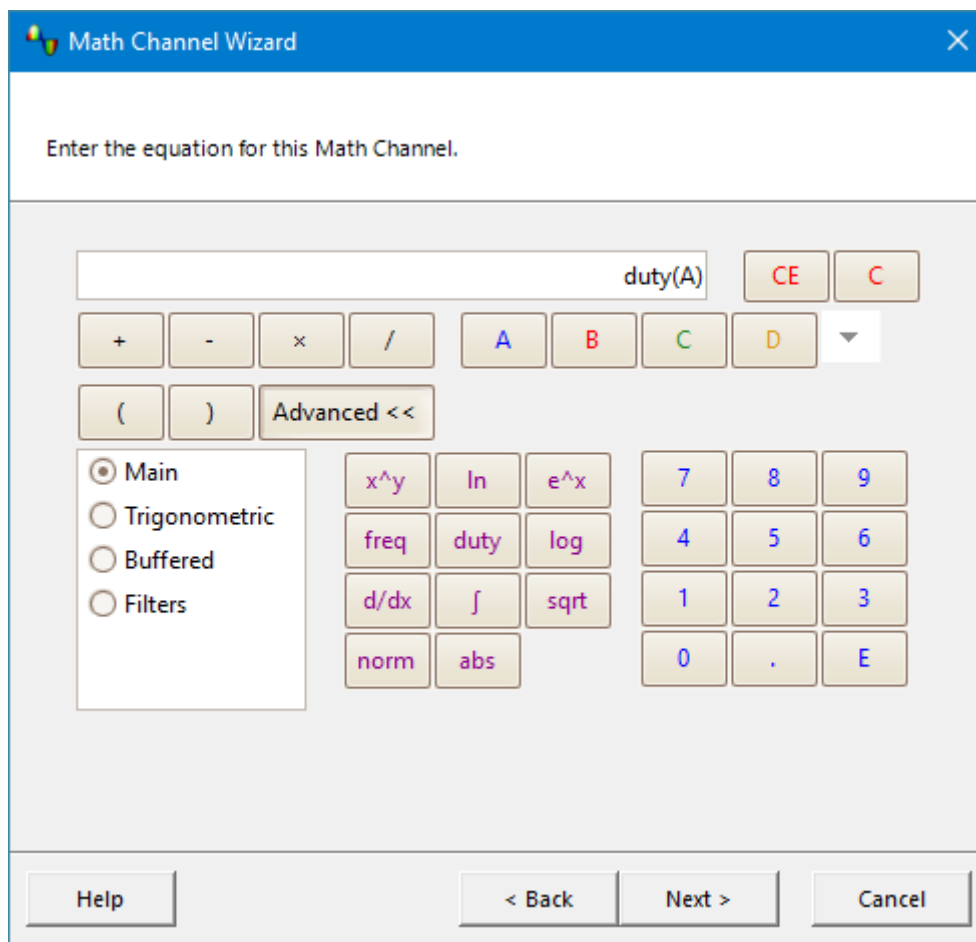 Math Channel Wizard
Enter the equation for this Math Channel.
duty(A) CE C
+ - × / A B C D
( ) Advanced <<
Main x^y ln e^x 7 8 9
Trigonometric freq duty log 4 5 6
Buffered d/dx ∫ sqrt 1 2 3
Filters norm abs 0 . E
Help < Back Next > Cancel